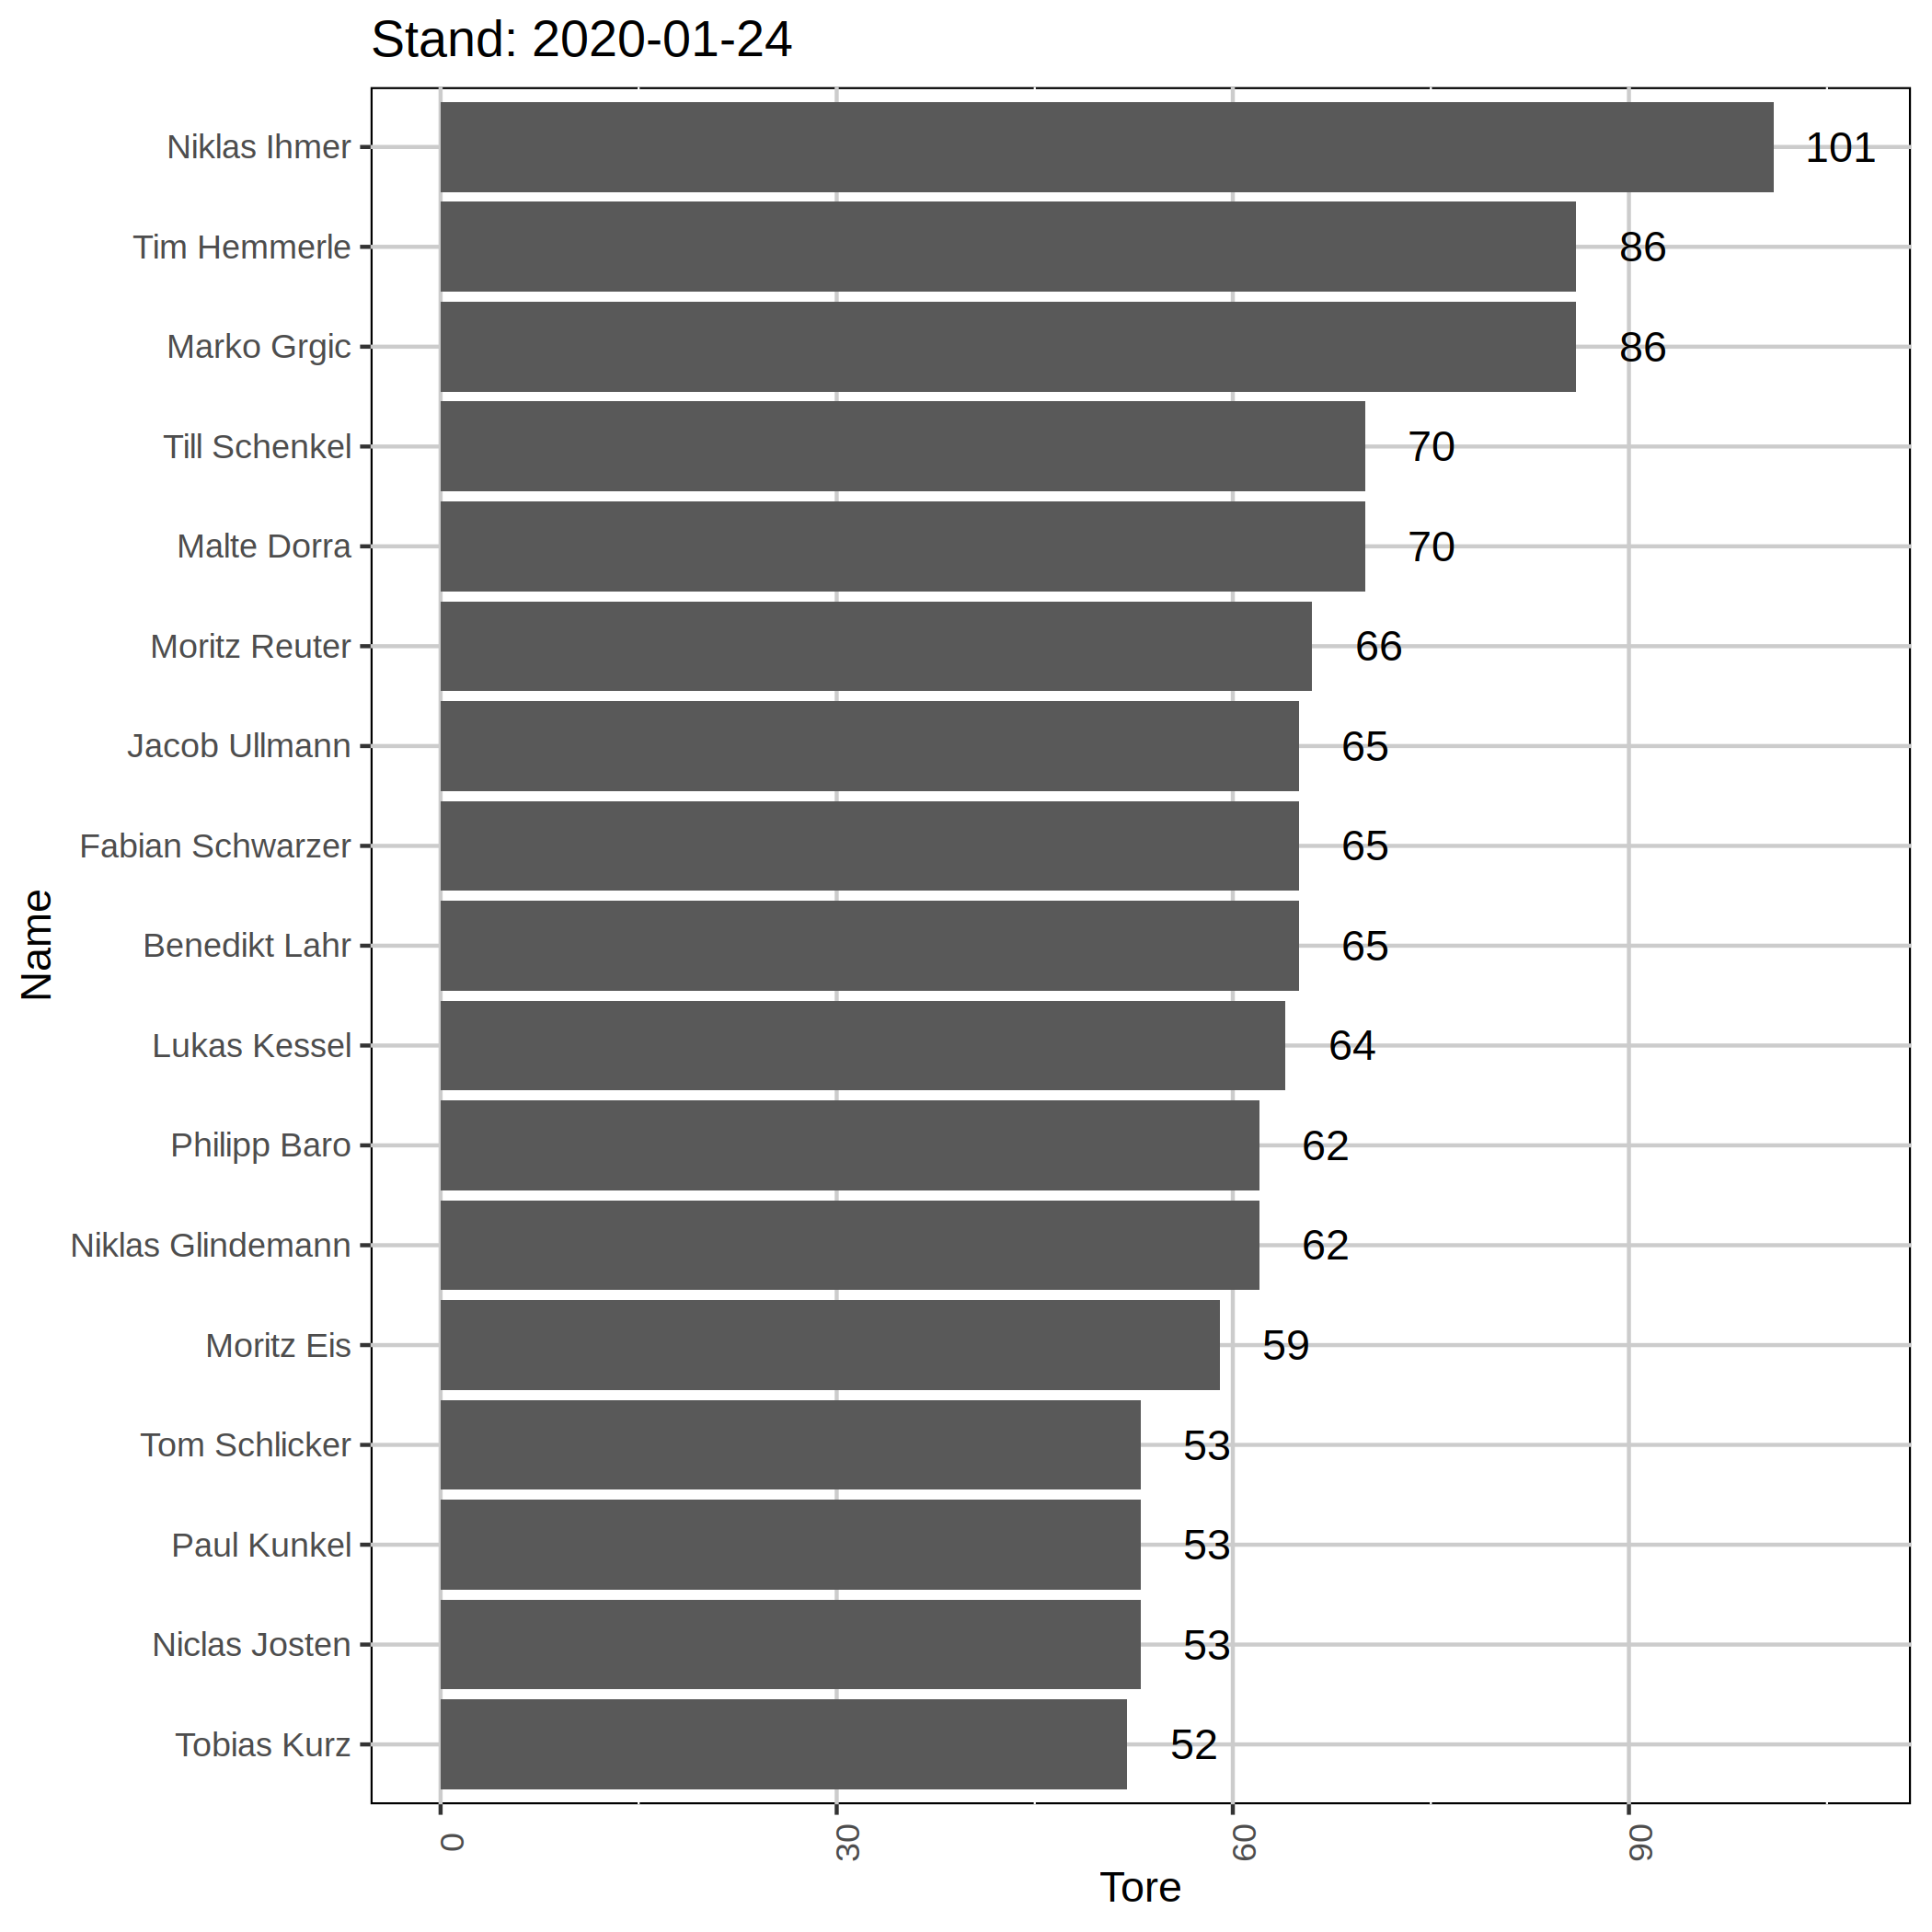 Stand: 2020-01-24
Niklas Ihmer 101
Tim Hemmerle 86
Marko Grgic 86
Till Schenkel 70
Malte Dorra 70
Moritz Reuter 66
Jacob Ullmann 65
Fabian Schwarzer 65
Benedikt Lahr 65
Lukas Kessel 64
Philipp Baro 62
Niklas Glindemann 62
Moritz Eis 59
Tom Schlicker 53
Paul Kunkel 53
Niclas Josten 53
Tobias Kurz 52
Name
0 30 60 90
Tore